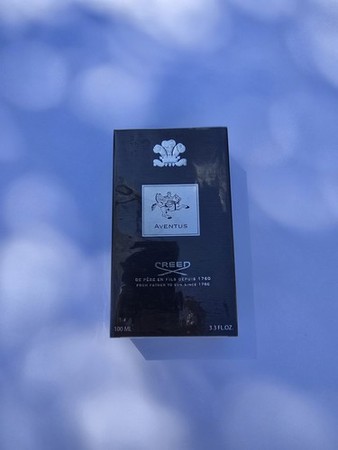 AVENTUS
CREED
DE PÈRE EN FILS DEPUIS 1760
FROM FATHER TO SON SINCE 1760
100 ML 3.3 FL.OZ